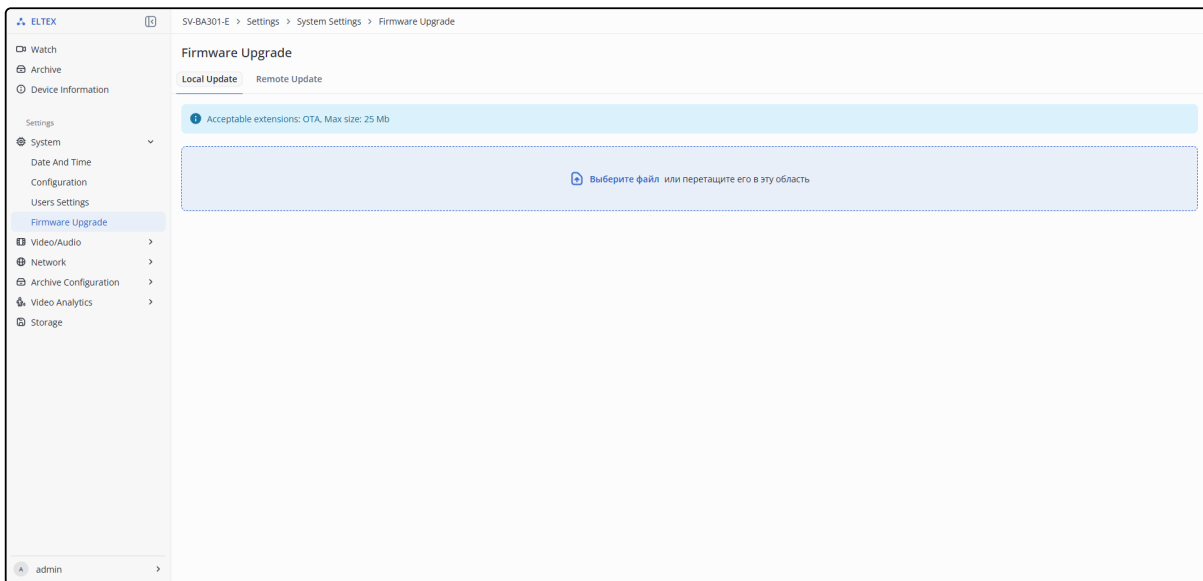 ELTEX
SV-BA301-E > Settings > System Settings > Firmware Upgrade
Watch
Archive
Device Information
Settings
System
Date And Time
Configuration
Users Settings
Firmware Upgrade
Video/Audio
Network
Archive Configuration
Video Analytics
Storage
A admin
Firmware Upgrade
Local Update Remote Update
Acceptable extensions: OTA, Max size: 25 Mb
Выберите файл или перетащите его в эту область